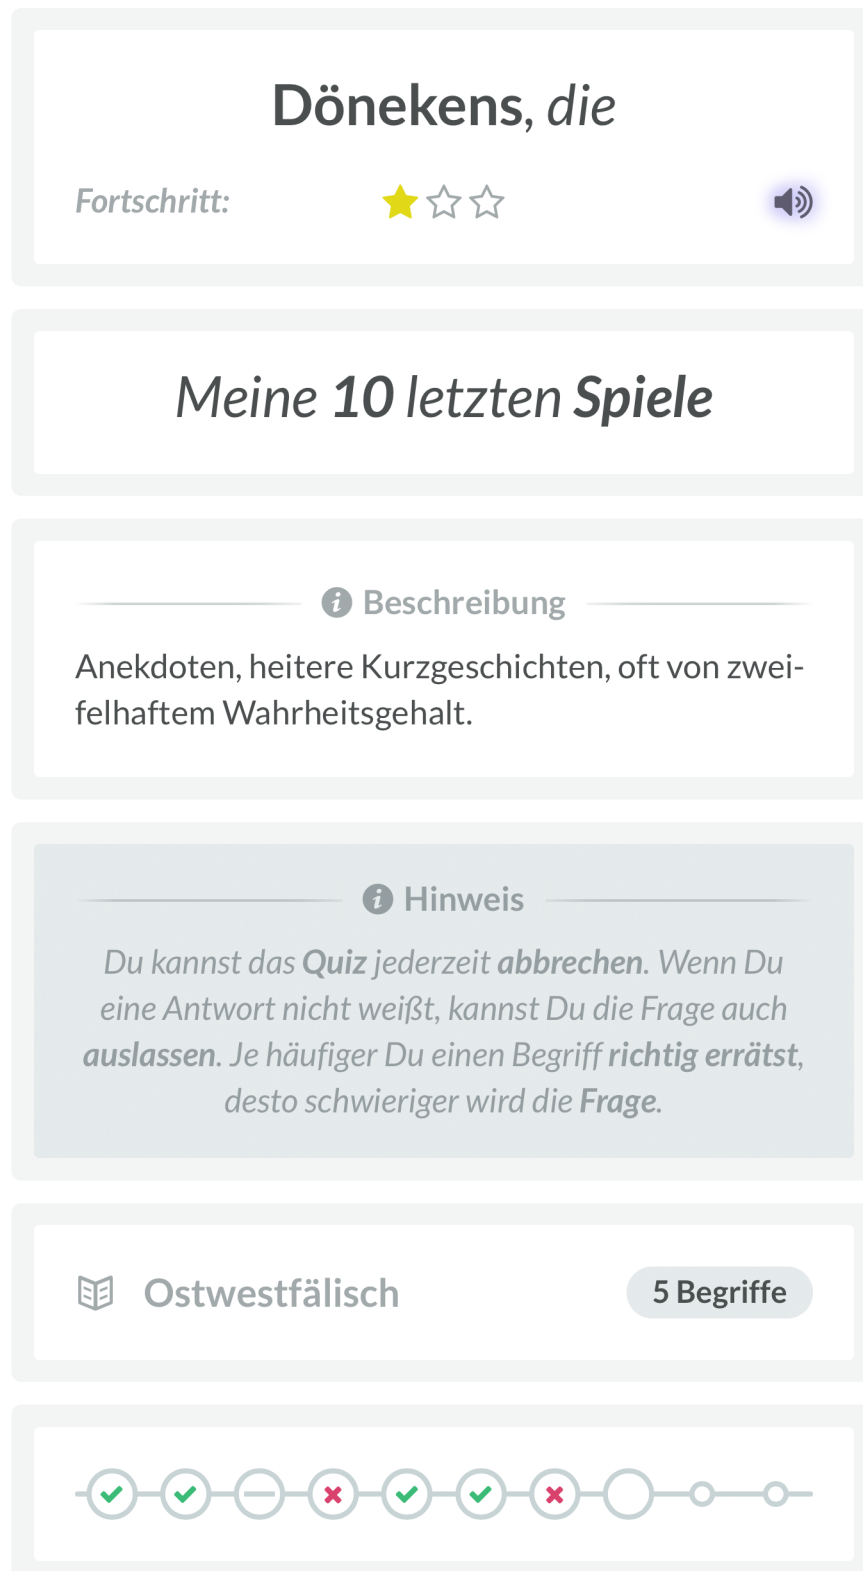 Dönekens, die
Fortschritt:
Meine 10 letzten Spiele
Beschreibung
Anekdoten, heitere Kurzgeschichten, oft von zwei-
felhaftem Wahrheitsgehalt.
Hinweis
Du kannst das Quiz jederzeit abbrechen. Wenn Du
eine Antwort nicht weißt, kannst Du die Frage auch
auslassen. Je häufiger Du einen Begriff richtig errätst,
desto schwieriger wird die Frage.
Ostwestfälisch
5 Begriffe